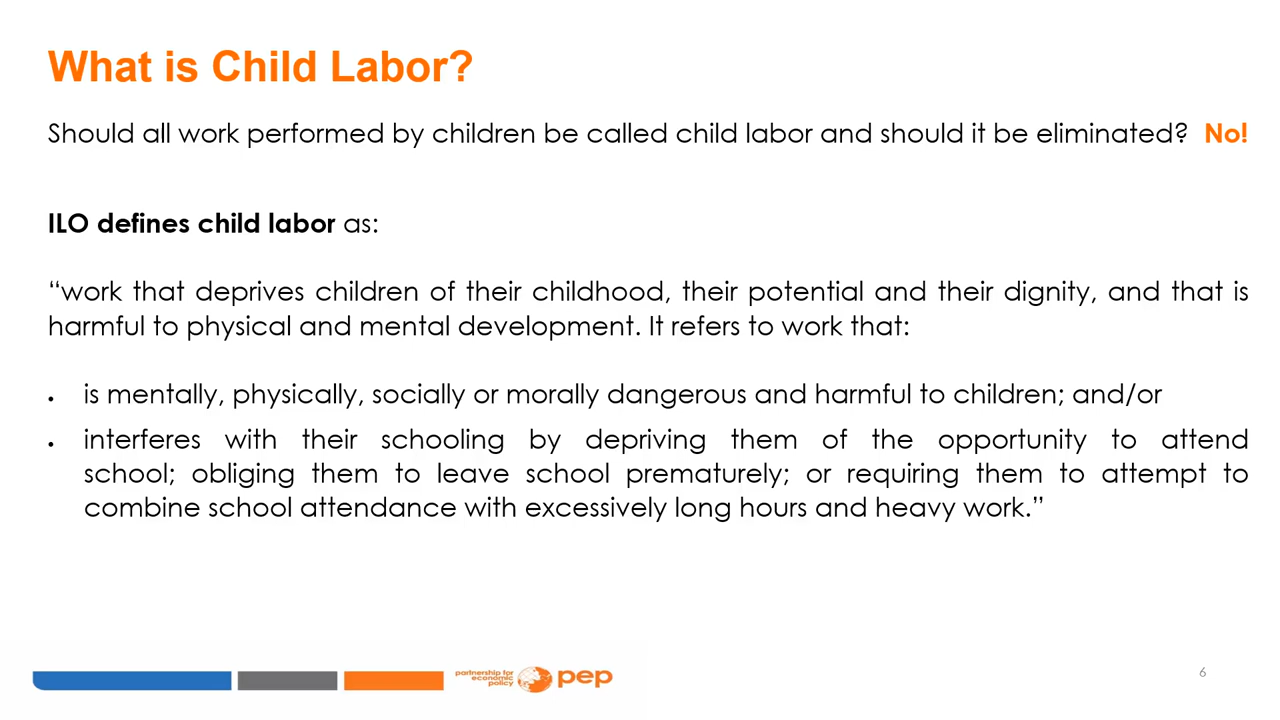 What is Child Labor?
Should all work performed by children be called child labor and should it be eliminated? No!
ILO defines child labor as:
“work that deprives children of their childhood, their potential and their dignity, and that is
harmful to physical and mental development. It refers to work that:
• is mentally, physically, socially or morally dangerous and harmful to children; and/or
• interferes with their schooling by depriving them of the opportunity to attend
school; obliging them to leave school prematurely; or requiring them to attempt to
combine school attendance with excessively long hours and heavy work.”
partnership for
economic
policy
pep
6